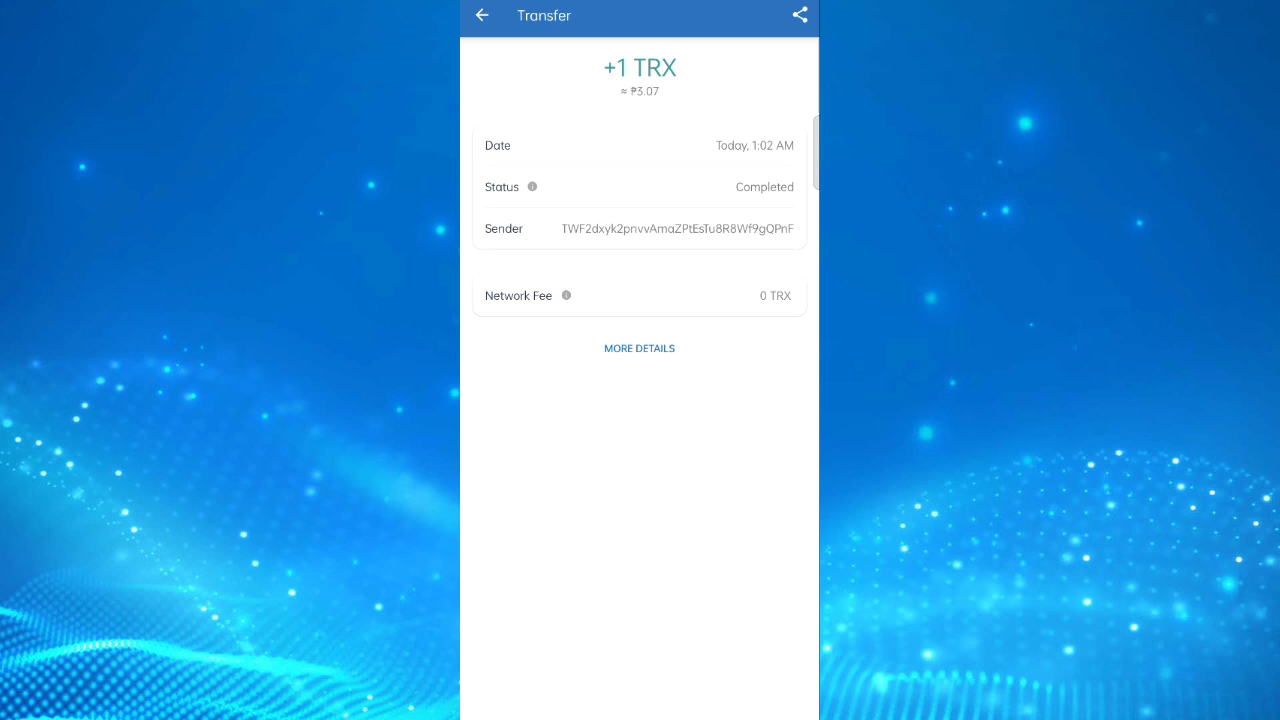 Transfer
+1 TRX
≈ ₱3.07
Date Today, 1:02 AM
Status Completed
Sender TWF2dxyk2pnvvAmaZPtEsTu8R8Wf9gQPnF
Network Fee 0 TRX
MORE DETAILS